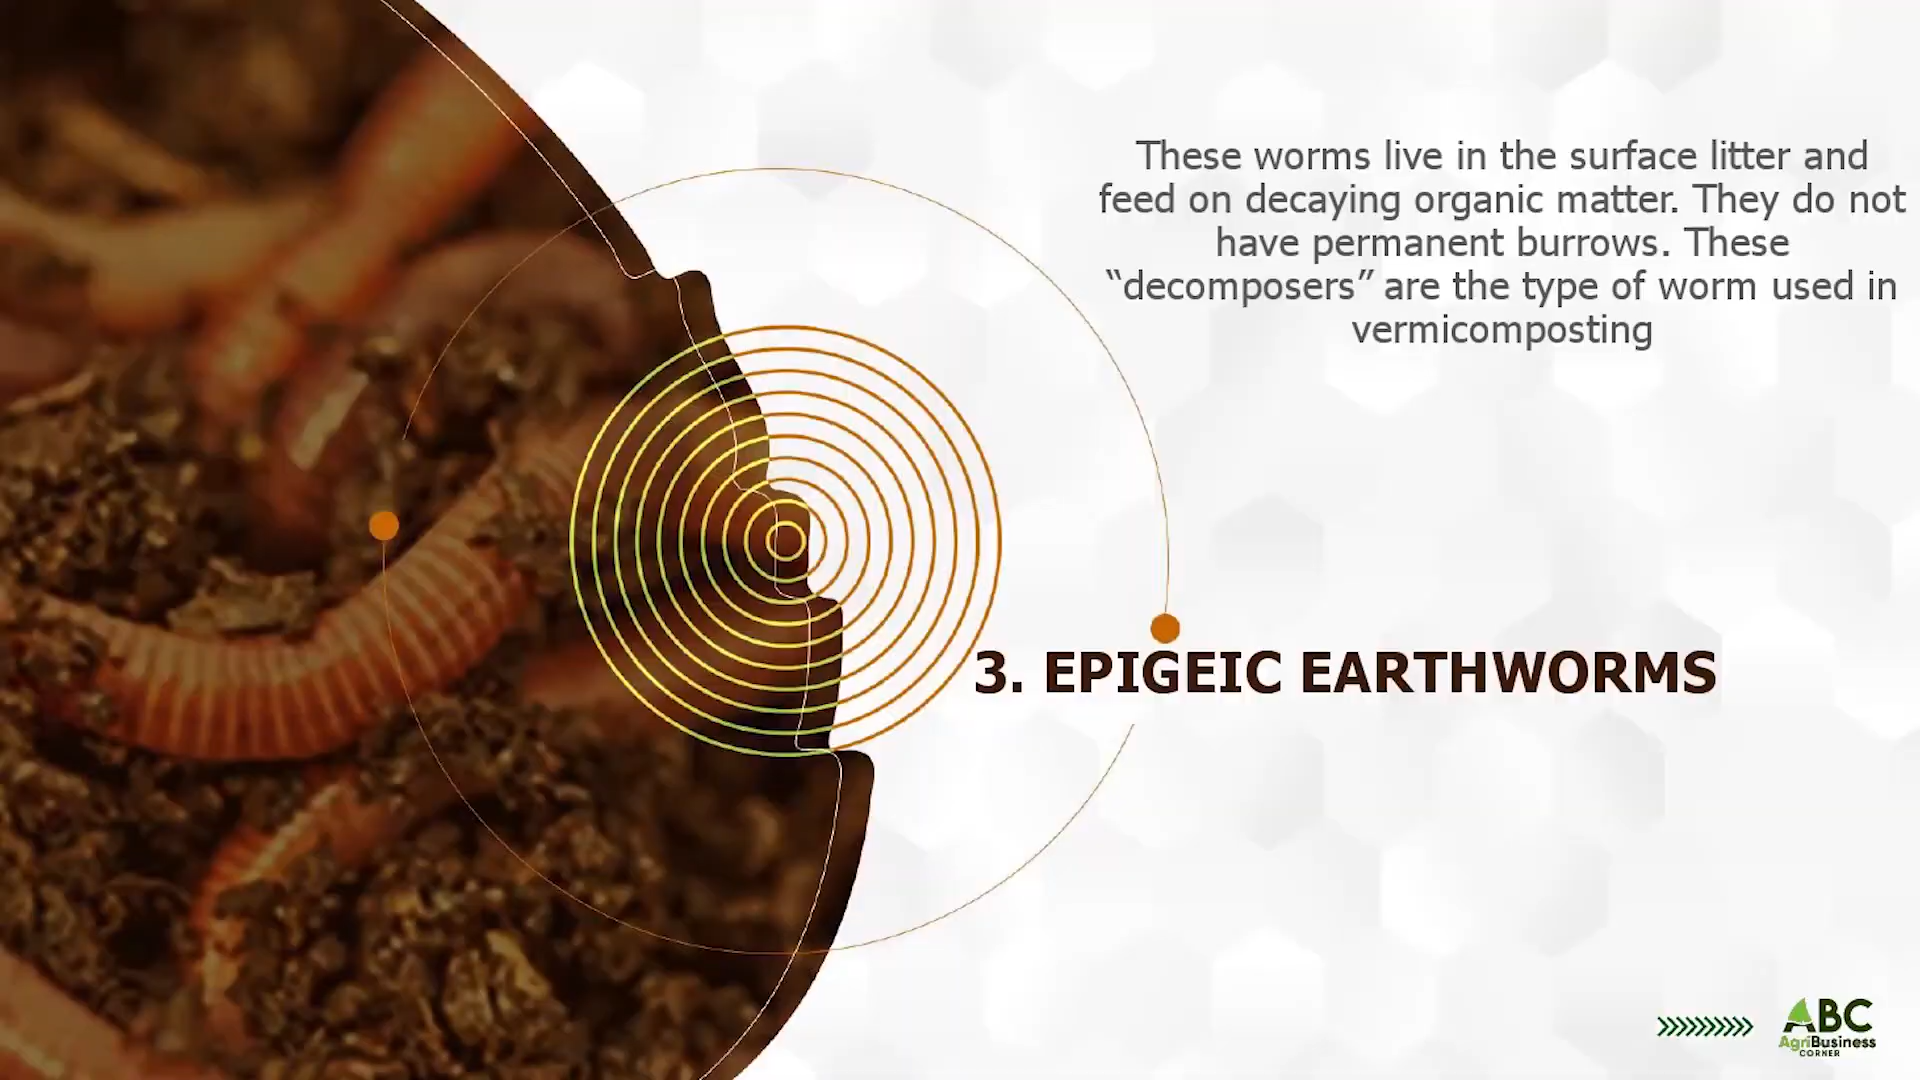 These worms live in the surface litter and
feed on decaying organic matter. They do not
have permanent burrows. These
“decomposers” are the type of worm used in
vermicomposting
3. EPIGEIC EARTHWORMS
ABC
AgriBusiness
CORNER